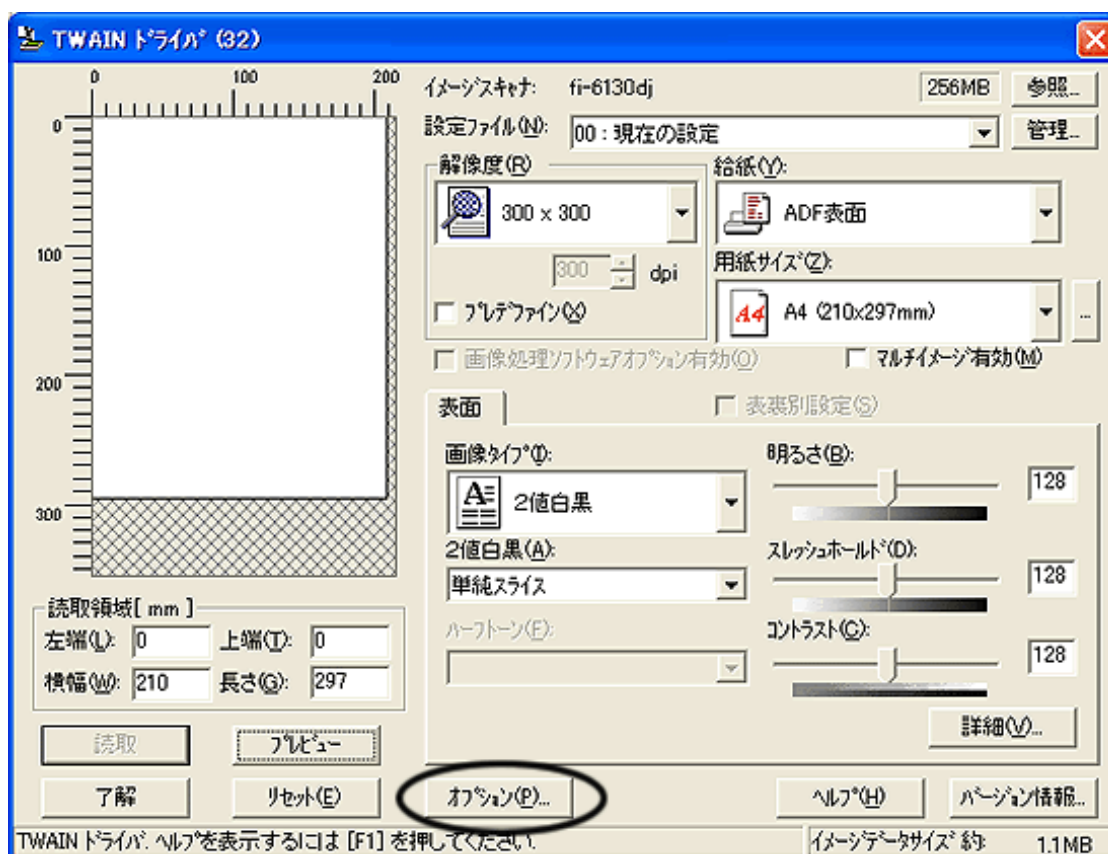 TWAIN ドライバ (32)
0 100 200
0
100
200
300
イメージスキャナ: fi-6130dj 256MB 参照...
設定ファイル(N): 00 : 現在の設定 管理...
解像度(R)
300 x 300
300 dpi
プレデファイン(X)
給紙(Y):
ADF表面
用紙サイズ(Z):
A4 A4 (210x297mm) ...
画像処理ソフトウェアオプション有効(O) マルチイメージ有効(M)
表面 表裏別設定(S)
画像タイプ(I):
2値白黒
2値白黒(A):
単純スライス
ハーフトーン(F):
明るさ(B):
128
スレッシュホールド(D):
128
コントラスト(C):
128
詳細(V)...
読取領域[ mm ]
左端(L): 0 上端(T): 0
横幅(W): 210 長さ(G): 297
読取 プレビュー
了解 リセット(E) オプション(P)... ヘルプ(H) バージョン情報...
TWAIN ドライバ. ヘルプを表示するには [F1] を押してください. イメージデータサイズ 約: 1.1MB